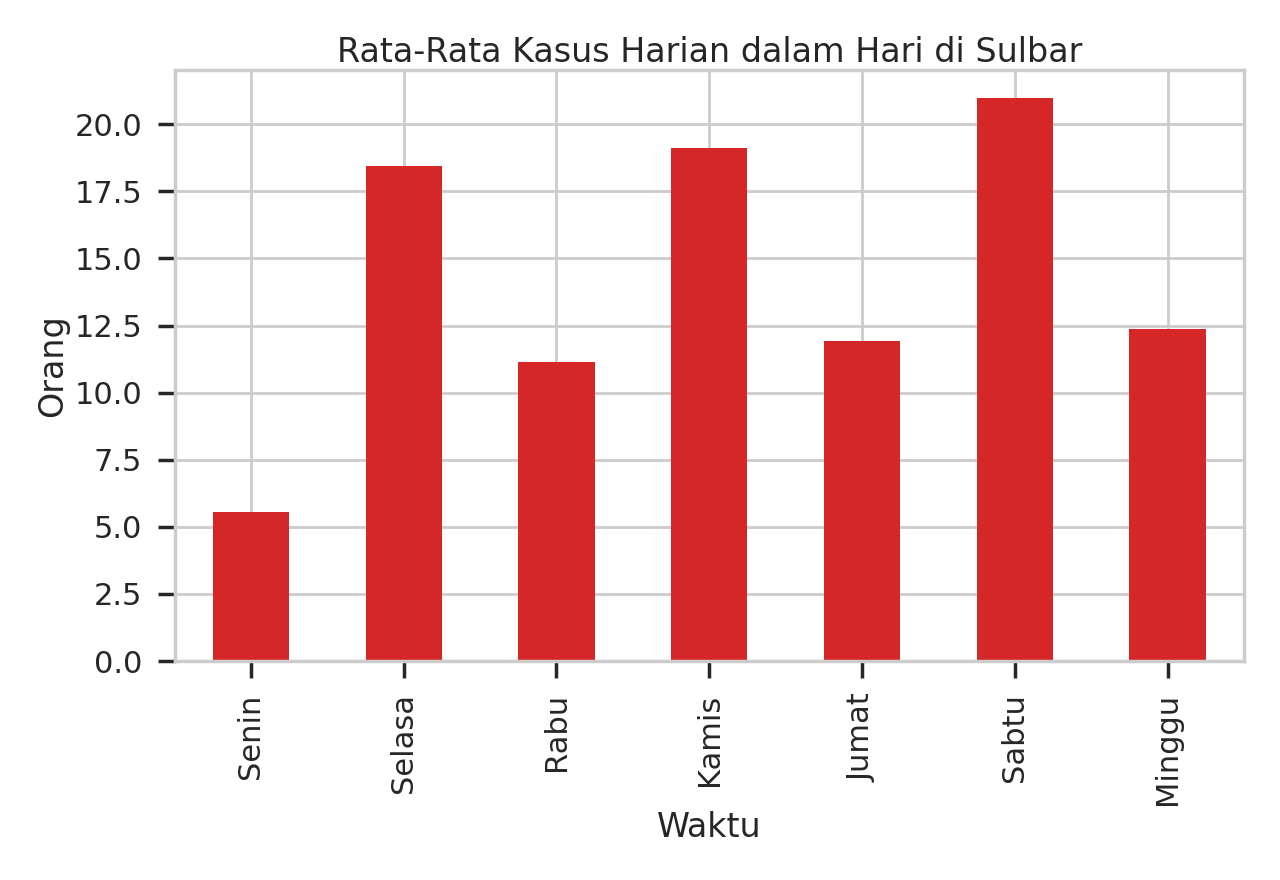 Rata-Rata Kasus Harian dalam Hari di Sulbar
Orang
20.0
17.5
15.0
12.5
10.0
7.5
5.0
2.5
0.0
Senin
Selasa
Rabu
Kamis
Jumat
Sabtu
Minggu
Waktu